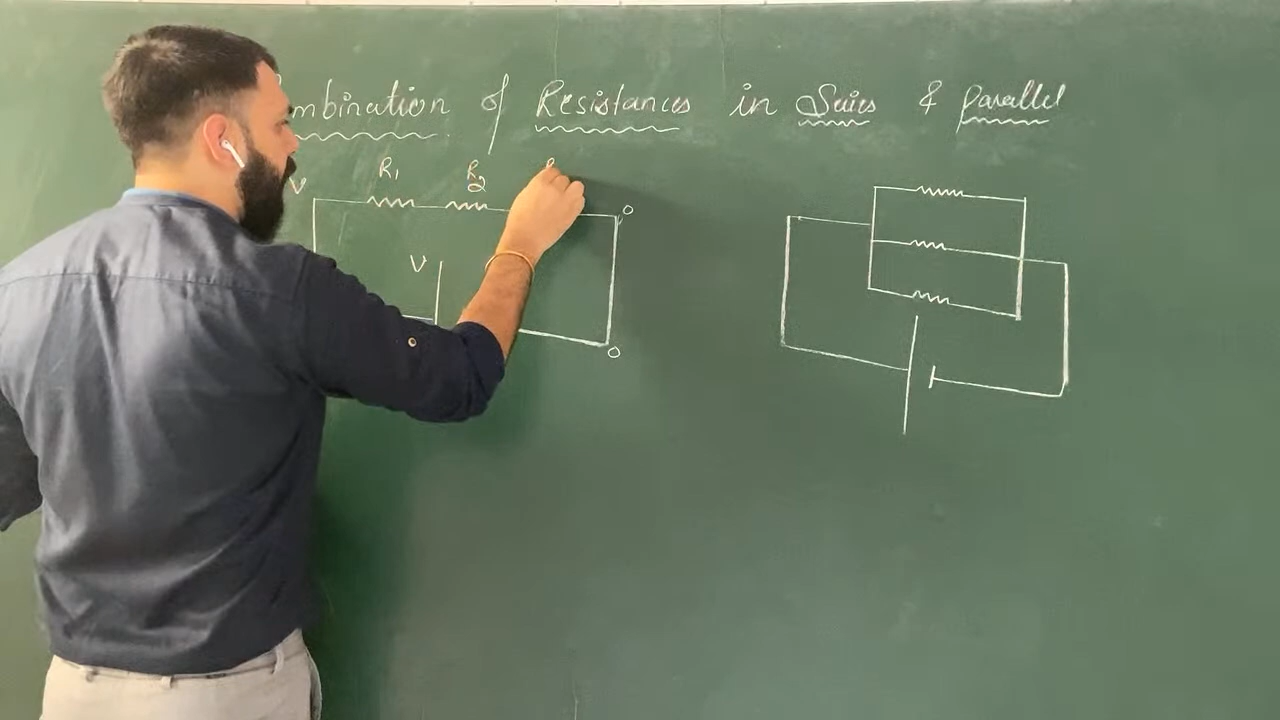 mbination of Resistances in Series & parallel
R1 R2 R
V o
V
o